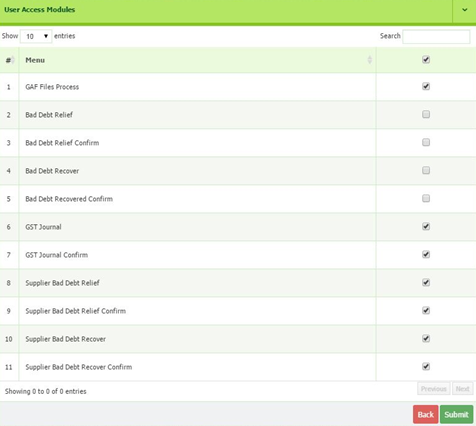 User Access Modules
Show 10 entries Search
# Menu
1 GAF Files Process
2 Bad Debt Relief
3 Bad Debt Relief Confirm
4 Bad Debt Recover
5 Bad Debt Recovered Confirm
6 GST Journal
7 GST Journal Confirm
8 Supplier Bad Debt Relief
9 Supplier Bad Debt Relief Confirm
10 Supplier Bad Debt Recover
11 Supplier Bad Debt Recover Confirm
Showing 0 to 0 of 0 entries Previous Next
Back Submit